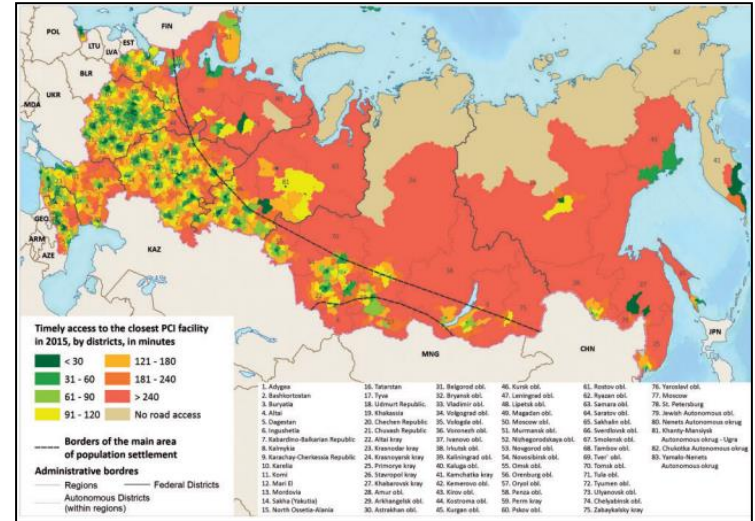 POL
LTU
LVA
EST
FIN
BLR
UKR
MDA
GEO
ARM
AZE
KAZ
MNG
CHN
JPN
Timely access to the closest PCI facility
in 2015, by districts, in minutes
< 30
31 - 60
61 - 90
91 - 120
121 - 180
181 - 240
> 240
No road access
Borders of the main area
of population settlement
Administrative bordres
Regions
Federal Districts
Autonomous Districts
(within regions)
1. Adygea
2. Bashkortostan
3. Buryatia
4. Altai
5. Dagestan
6. Ingushetia
7. Kabardino-Balkarian Republic
8. Kalmykia
9. Karachay-Cherkessia Republic
10. Karelia
11. Komi
12. Mari El
13. Mordovia
14. Sakha (Yakutia)
15. North Ossetia-Alania
16. Tatarstan
17. Tyva
18. Udmurt Republic.
19. Khakassia
20. Chechen Republic
21. Chuvash Republic
22. Altai kray
23. Krasnodar kray
24. Krasnoyarsk kray
25. Primorye kray
26. Stavropol kray
27. Khabarovsk kray
28. Amur obl.
29. Arkhangelsk obl.
30. Astrakhan obl.
31. Belgorod obl.
32. Bryansk obl.
33. Vladimir obl.
34. Volgograd obl.
35. Vologda obl.
36. Voronezh obl.
37. Ivanovo obl.
38. Irkutsk obl.
39. Kaliningrad obl.
40. Kaluga obl.
41. Kamchatka kray
42. Kemerovo obl.
43. Kirov obl.
44. Kostroma obl.
45. Kurgan obl.
46. Kursk obl.
47. Leningrad obl.
48. Lipetsk obl.
49. Magadan obl.
50. Moscow obl.
51. Murmansk obl.
52. Nizhegorodskaya obl.
53. Novgorod obl.
54. Novosibirsk obl.
55. Omsk obl.
56. Orenburg obl.
57. Oryol obl.
58. Penza obl.
59. Perm kray
60. Pskov obl.
61. Rostov obl.
62. Ryazan obl.
63. Samara obl.
64. Saratov obl.
65. Sakhalin obl.
66. Sverdlovsk obl.
67. Smolensk obl.
68. Tambov obl.
69. Tver' obl.
70. Tomsk obl.
71. Tula obl.
72. Tyumen obl.
73. Ulyanovsk obl.
74. Chelyabinsk obl.
75. Zabaykalsky kray
76. Yaroslavl obl.
77. Moscow
78. St. Petersburg
79. Jewish Autonomous obl.
80. Nenets Autonomous okrug
81. Khanty-Mansiysk
Autonomous okrug - Ugra
82. Chukotka Autonomous okrug
83. Yamalo-Nenets
Autonomous okrug